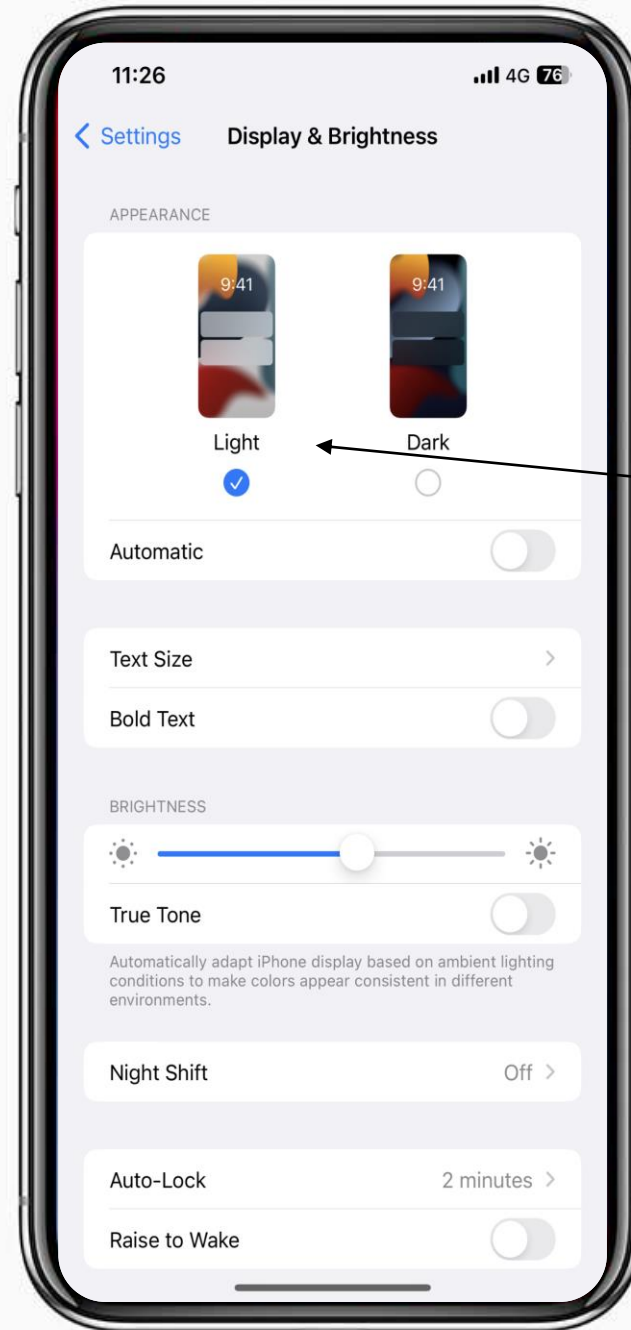 11:26 4G 76
Settings Display & Brightness
APPEARANCE
9:41 9:41
Light Dark
Automatic
Text Size
Bold Text
BRIGHTNESS
True Tone
Automatically adapt iPhone display based on ambient lighting
conditions to make colors appear consistent in different
environments.
Night Shift Off
Auto-Lock 2 minutes
Raise to Wake